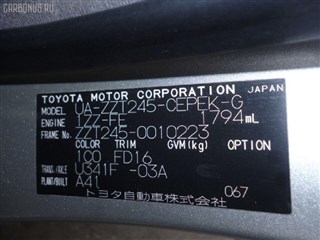 CARBONUS.RU
TOYOTA MOTOR CORPORATION JAPAN
MODEL UA-ZZT245-CEPEK-G
ENGINE 1ZZ-FE 1794mL
FRAME No. ZZT245-0010223
COLOR TRIM GVM(kg) OPTION
1C0 FD16
TRANS./AXLE U341F -03A
PLANT/BUILT A41
067
トヨタ自動車株式会社